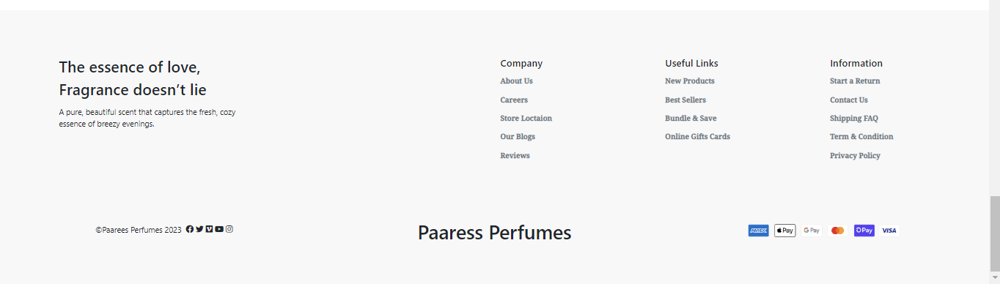 The essence of love,
Fragrance doesn’t lie
A pure, beautiful scent that captures the fresh, cozy
essence of breezy evenings.
Company
About Us
Careers
Store Loctaion
Our Blogs
Reviews
Useful Links
New Products
Best Sellers
Bundle & Save
Online Gifts Cards
Information
Start a Return
Contact Us
Shipping FAQ
Term & Condition
Privacy Policy
©Paarees Perfumes 2023
Paaress Perfumes
AMEX Pay G Pay OPay VISA